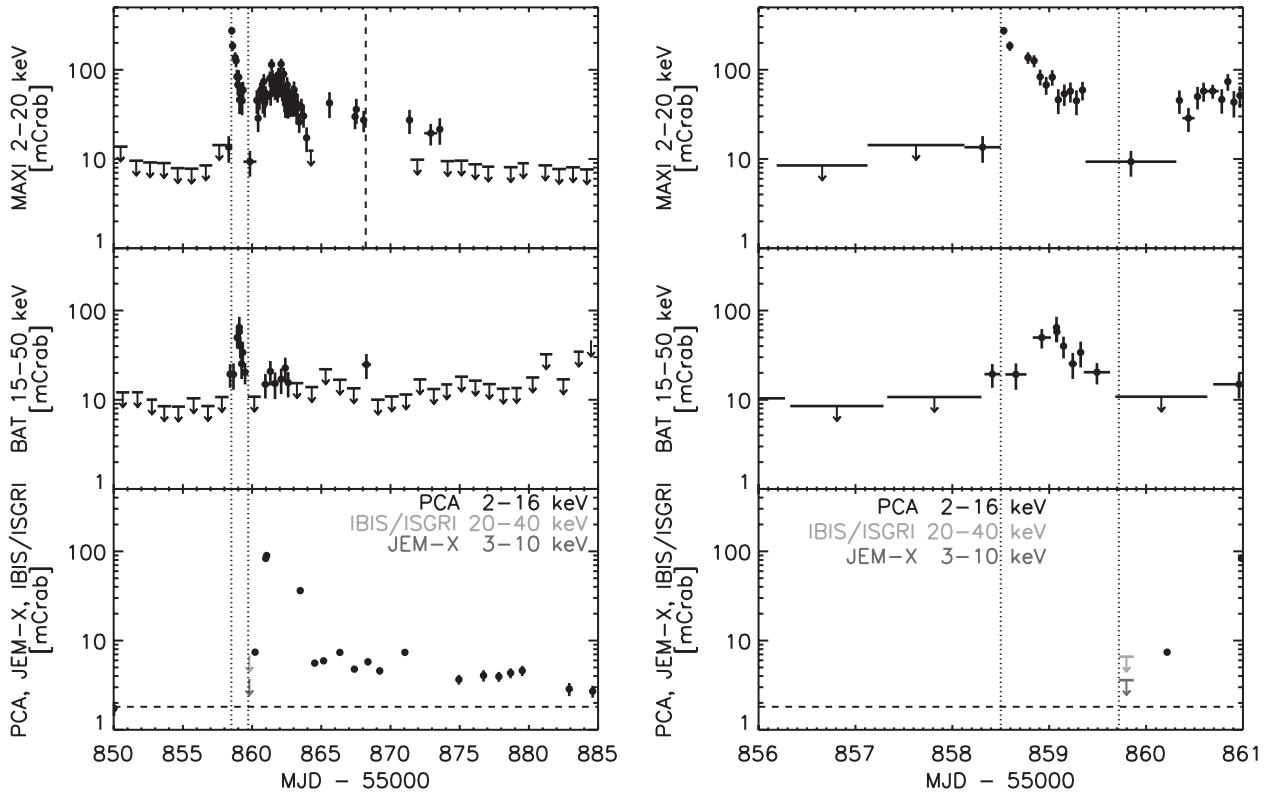 MAXI 2−20 keV
[mCrab]
100
10
1
BAT 15−50 keV
[mCrab]
100
10
1
PCA, JEM−X, IBIS/ISGRI
[mCrab]
PCA 2−16 keV
IBIS/ISGRI 20−40 keV
JEM−X 3−10 keV
100
10
1
850 855 860 865 870 875 880 885
MJD − 55000
MAXI 2−20 keV
[mCrab]
100
10
1
BAT 15−50 keV
[mCrab]
100
10
1
PCA, JEM−X, IBIS/ISGRI
[mCrab]
PCA 2−16 keV
IBIS/ISGRI 20−40 keV
JEM−X 3−10 keV
100
10
1
856 857 858 859 860 861
MJD − 55000